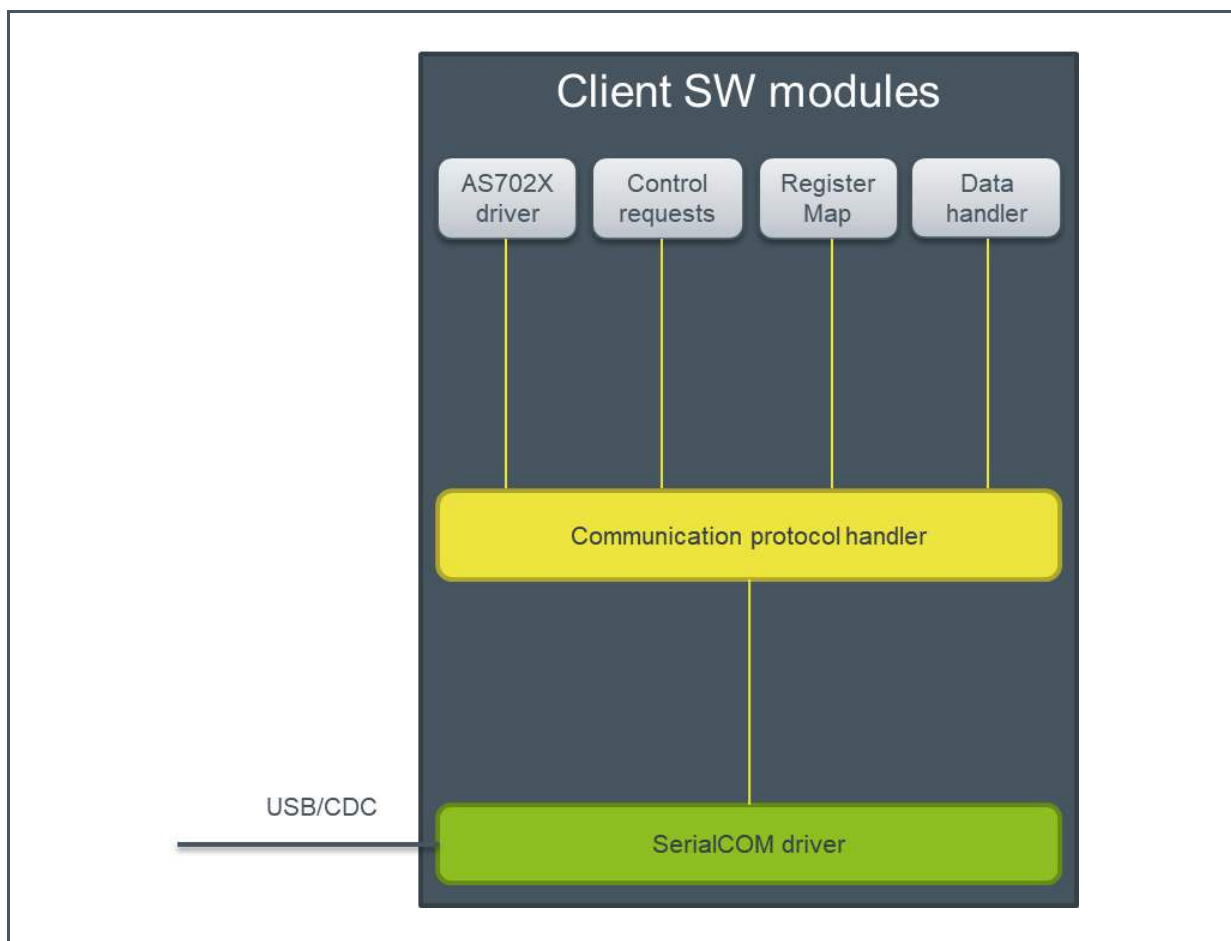 Client SW modules
AS702X
driver
Control
requests
Register
Map
Data
handler
Communication protocol handler
USB/CDC
SerialCOM driver